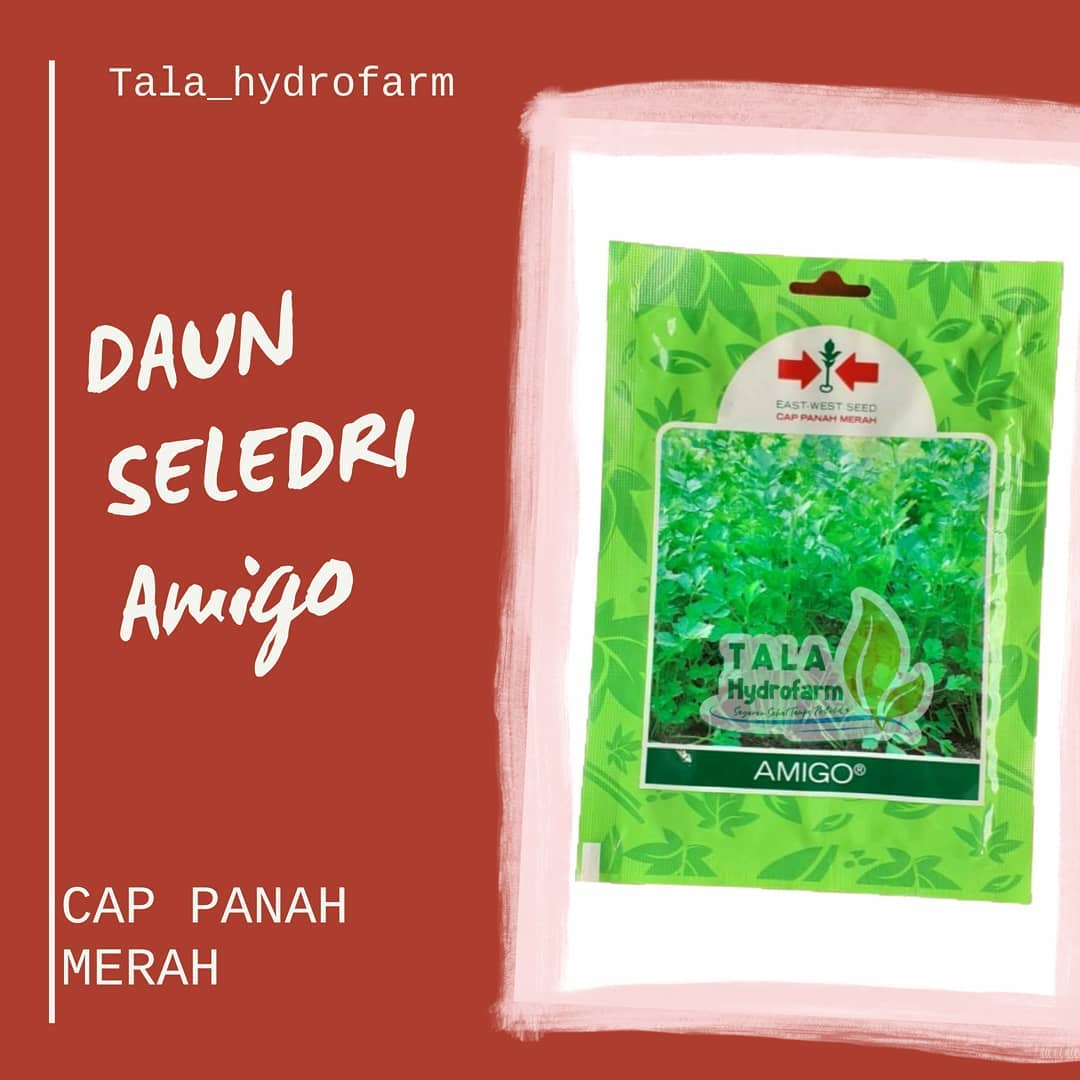 Tala_hydrofarm
DAUN
SELEDRI
Amigo
CAP PANAH
MERAH
EAST-WEST SEED
CAP PANAH MERAH
TALA
Hydrofarm
AMIGO®